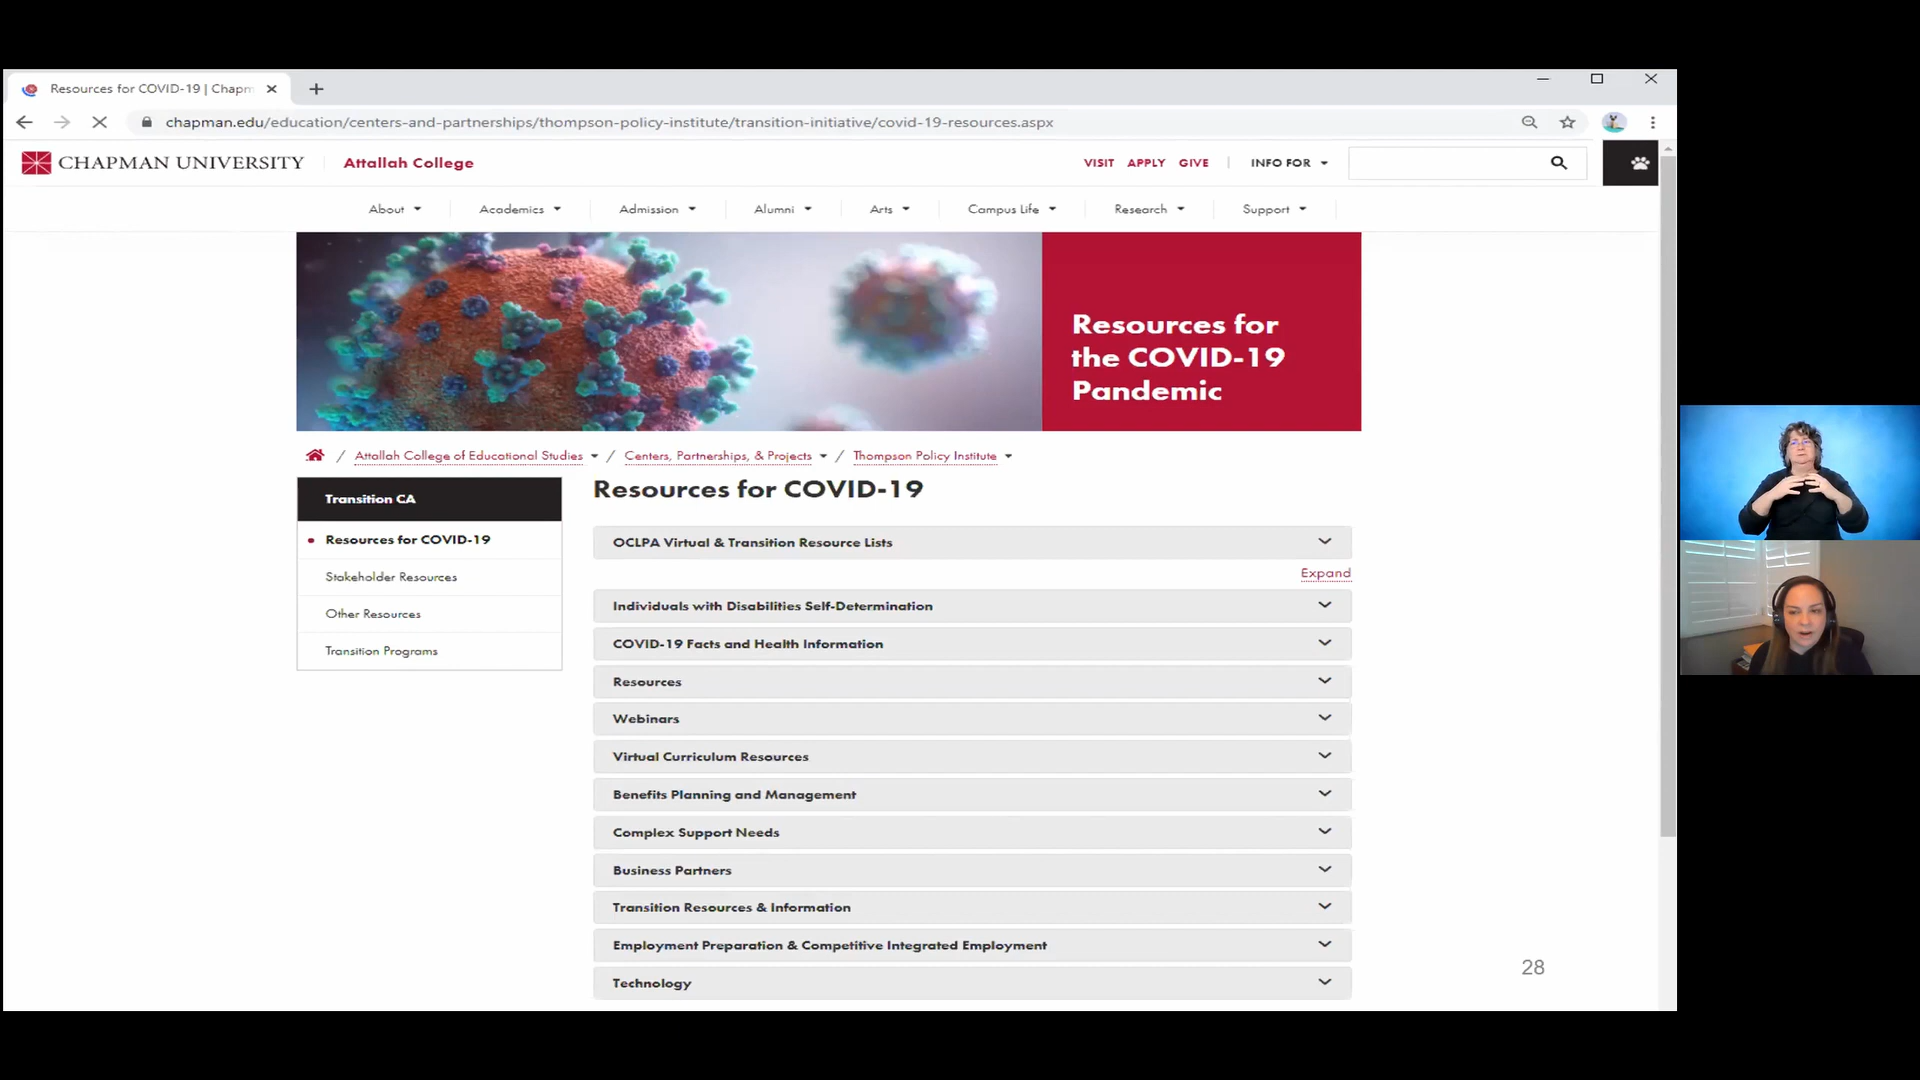 Resources for COVID-19 | Chapm
chapman.edu/education/centers-and-partnerships/thompson-policy-institute/transition-initiative/covid-19-resources.aspx
CHAPMAN UNIVERSITY Attallah College VISIT APPLY GIVE | INFO FOR
About Academics Admission Alumni Arts Campus Life Research Support
Resources for
the COVID-19
Pandemic
/ Attallah College of Educational Studies / Centers, Partnerships, & Projects / Thompson Policy Institute
Transition CA
Resources for COVID-19
Stakeholder Resources
Other Resources
Transition Programs
Resources for COVID-19
OCLPA Virtual & Transition Resource Lists
Expand
Individuals with Disabilities Self-Determination
COVID-19 Facts and Health Information
Resources
Webinars
Virtual Curriculum Resources
Benefits Planning and Management
Complex Support Needs
Business Partners
Transition Resources & Information
Employment Preparation & Competitive Integrated Employment
Technology
28